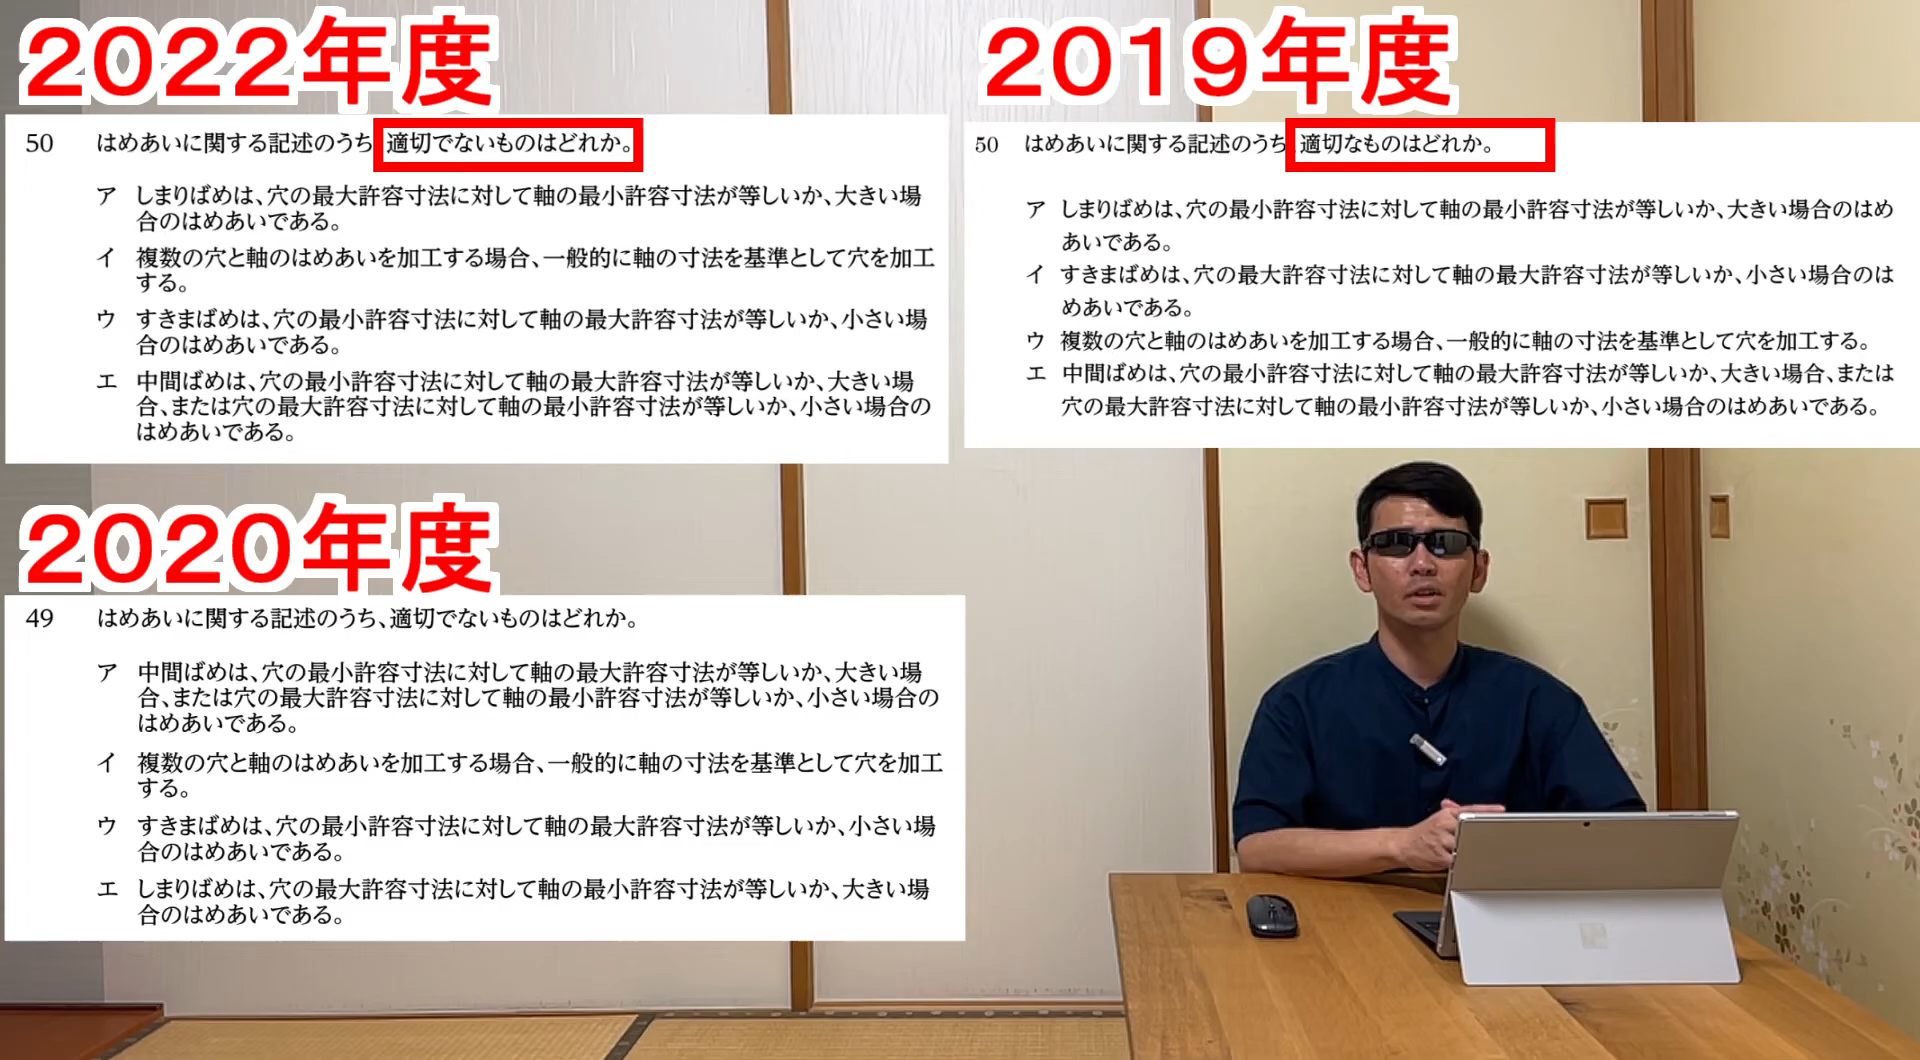 2022年度
50 はめあいに関する記述のうち 適切でないものはどれか。
ア しまりばめは、穴の最大許容寸法に対して軸の最小許容寸法が等しいか、大きい場
合のはめあいである。
イ 複数の穴と軸のはめあいを加工する場合、一般的に軸の寸法を基準として穴を加工
する。
ウ すきまばめは、穴の最小許容寸法に対して軸の最大許容寸法が等しいか、小さい場
合のはめあいである。
エ 中間ばめは、穴の最小許容寸法に対して軸の最大許容寸法が等しいか、大きい場
合、または穴の最大許容寸法に対して軸の最小許容寸法が等しいか、小さい場合の
はめあいである。
2019年度
50 はめあいに関する記述のうち 適切なものはどれか。
ア しまりばめは、穴の最小許容寸法に対して軸の最小許容寸法が等しいか、大きい場合のはめ
あいである。
イ すきまばめは、穴の最大許容寸法に対して軸の最大許容寸法が等しいか、小さい場合のは
めあいである。
ウ 複数の穴と軸のはめあいを加工する場合、一般的に軸の寸法を基準として穴を加工する。
エ 中間ばめは、穴の最小許容寸法に対して軸の最大許容寸法が等しいか、大きい場合、または
穴の最大許容寸法に対して軸の最小許容寸法が等しいか、小さい場合のはめあいである。
2020年度
49 はめあいに関する記述のうち、適切でないものはどれか。
ア 中間ばめは、穴の最小許容寸法に対して軸の最大許容寸法が等しいか、大きい場
合、または穴の最大許容寸法に対して軸の最小許容寸法が等しいか、小さい場合の
はめあいである。
イ 複数の穴と軸のはめあいを加工する場合、一般的に軸の寸法を基準として穴を加工
する。
ウ すきまばめは、穴の最小許容寸法に対して軸の最大許容寸法が等しいか、小さい場
合のはめあいである。
エ しまりばめは、穴の最大許容寸法に対して軸の最小許容寸法が等しいか、大きい場
合のはめあいである。